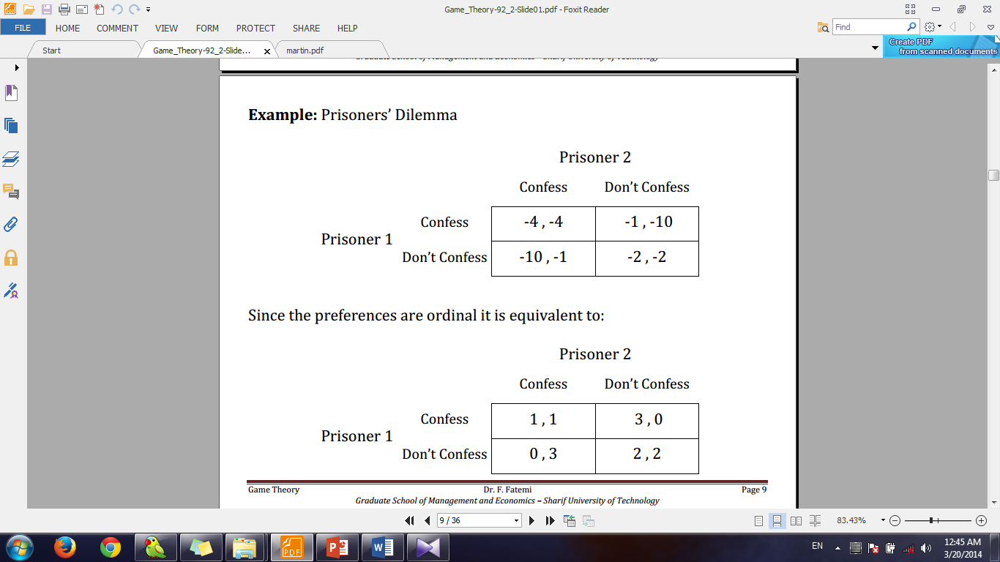 Game_Theory-92_2-Slide01.pdf - Foxit Reader
FILE HOME COMMENT VIEW FORM PROTECT SHARE HELP
Find
Start Game_Theory-92_2-Slide... martin.pdf
Create PDF
from scanned documents
Graduate School of Management and Economics – Sharif University of Technology
Example: Prisoners' Dilemma
Prisoner 2
Confess Don't Confess
Confess -4 , -4 -1 , -10
Prisoner 1
Don't Confess -10 , -1 -2 , -2
Since the preferences are ordinal it is equivalent to:
Prisoner 2
Confess Don't Confess
Confess 1 , 1 3 , 0
Prisoner 1
Don't Confess 0 , 3 2 , 2
Game Theory Dr. F. Fatemi Page 9
Graduate School of Management and Economics – Sharif University of Technology
9 / 36 83.43%
PDF
EN 12:45 AM
3/20/2014